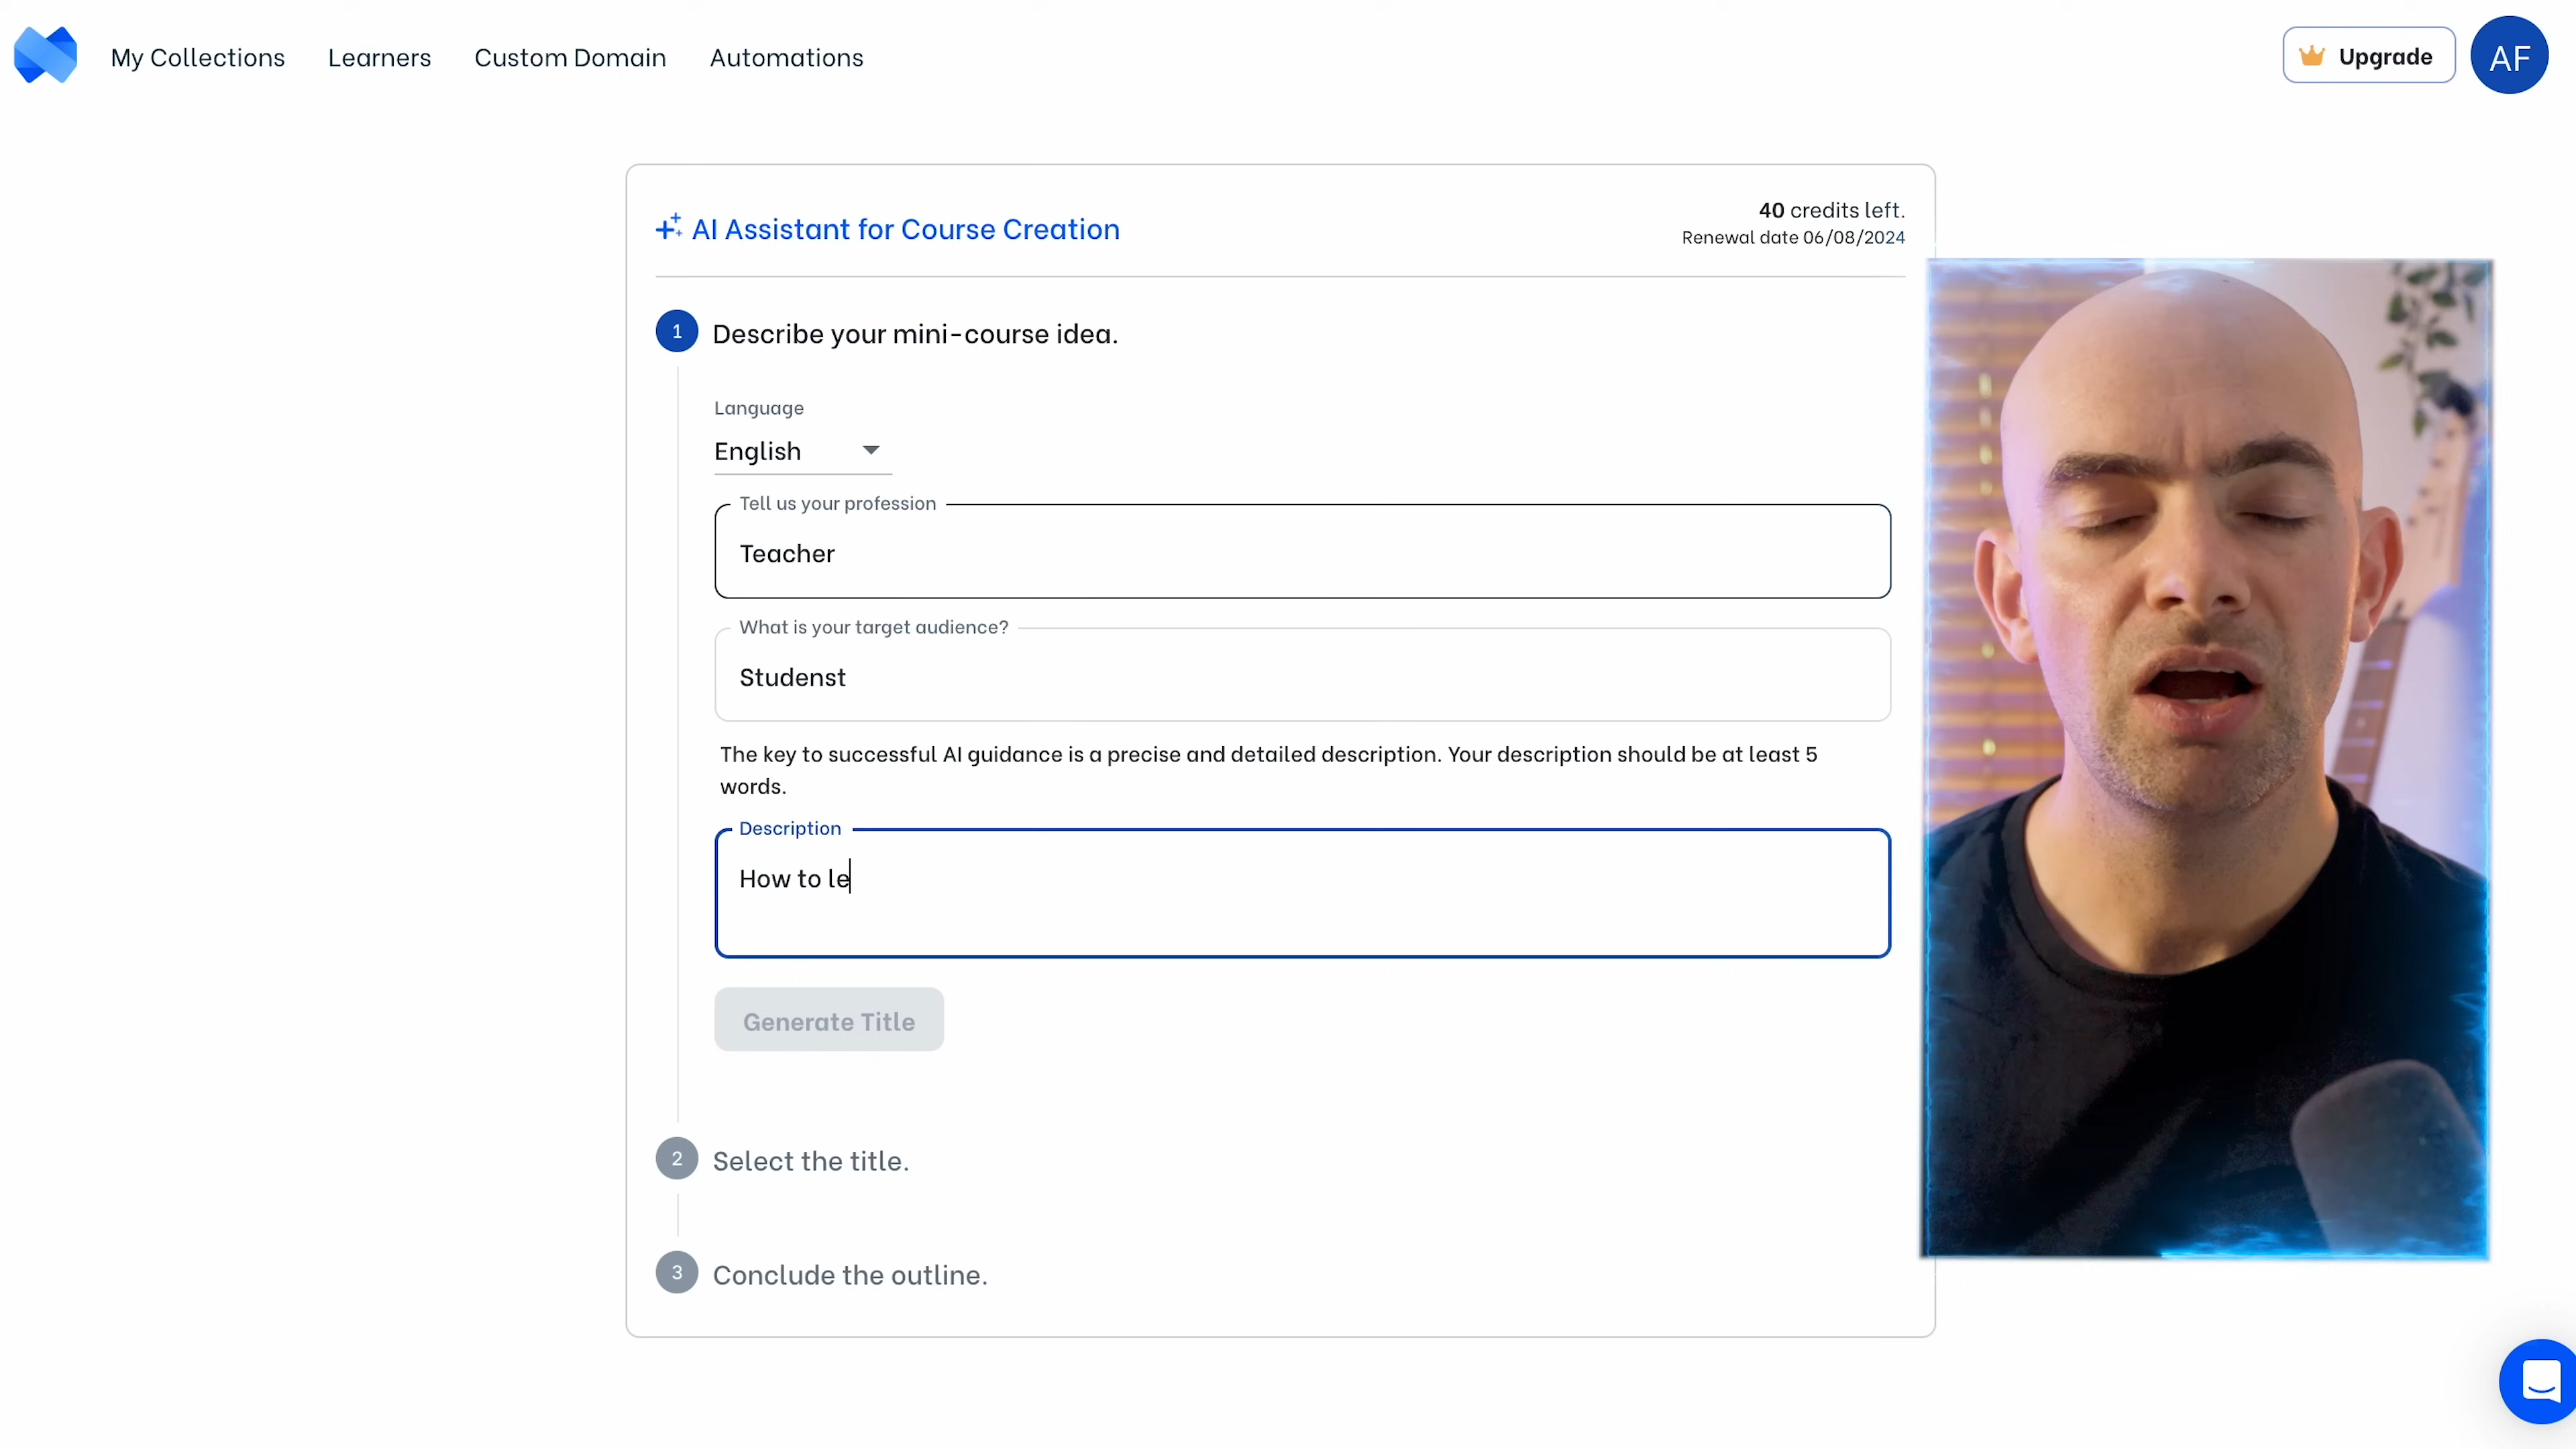 My Collections
Learners
Custom Domain
Automations
Upgrade
AF
AI Assistant for Course Creation
40 credits left.
Renewal date 06/08/2024
1
Describe your mini-course idea.
Language
English
Tell us your profession
Teacher
What is your target audience?
Studenst
The key to successful AI guidance is a precise and detailed description. Your description should be at least 5
words.
Description
How to le
Generate Title
2
Select the title.
3
Conclude the outline.